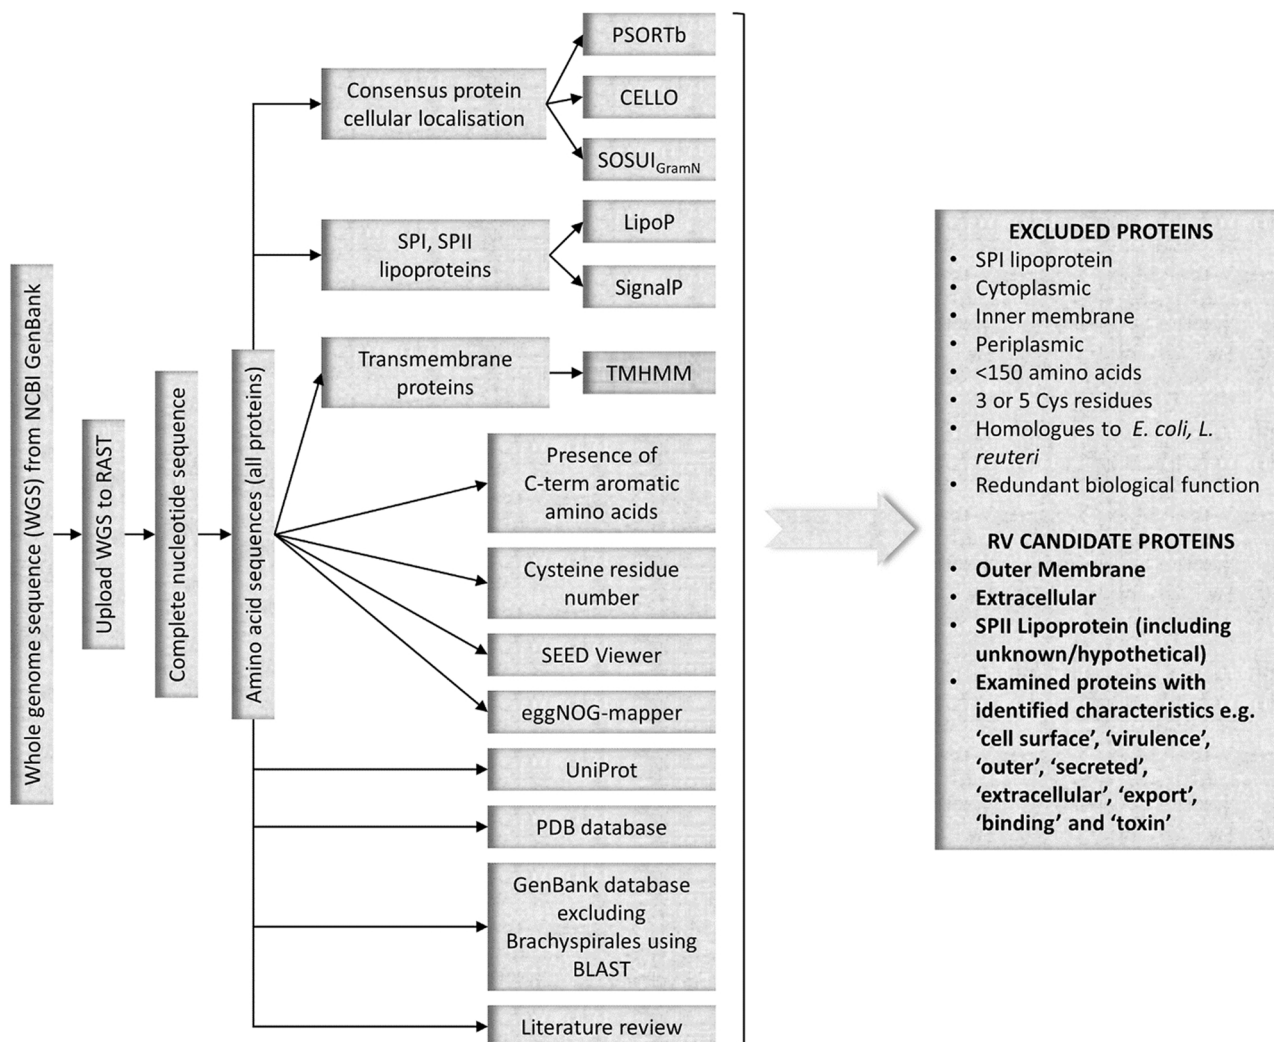 Whole genome sequence (WGS) from NCBI GenBank
Upload WGS to RAST
Complete nucleotide sequence
Amino acid sequences (all proteins)
Consensus protein
cellular localisation
PSORTb
CELLO
SOSUIGramN
SPI, SPII
lipoproteins
LipoP
SignalP
Transmembrane
proteins
TMHMM
Presence of
C-term aromatic
amino acids
Cysteine residue
number
SEED Viewer
eggNOG-mapper
UniProt
PDB database
GenBank database
excluding
Brachyspirales using
BLAST
Literature review
EXCLUDED PROTEINS
• SPI lipoprotein
• Cytoplasmic
• Inner membrane
• Periplasmic
• <150 amino acids
• 3 or 5 Cys residues
• Homologues to E. coli, L.
reuteri
• Redundant biological function
RV CANDIDATE PROTEINS
• Outer Membrane
• Extracellular
• SPII Lipoprotein (including
unknown/hypothetical)
• Examined proteins with
identified characteristics e.g.
‘cell surface’, ‘virulence’,
‘outer’, ‘secreted’,
‘extracellular’, ‘export’,
‘binding’ and ‘toxin’